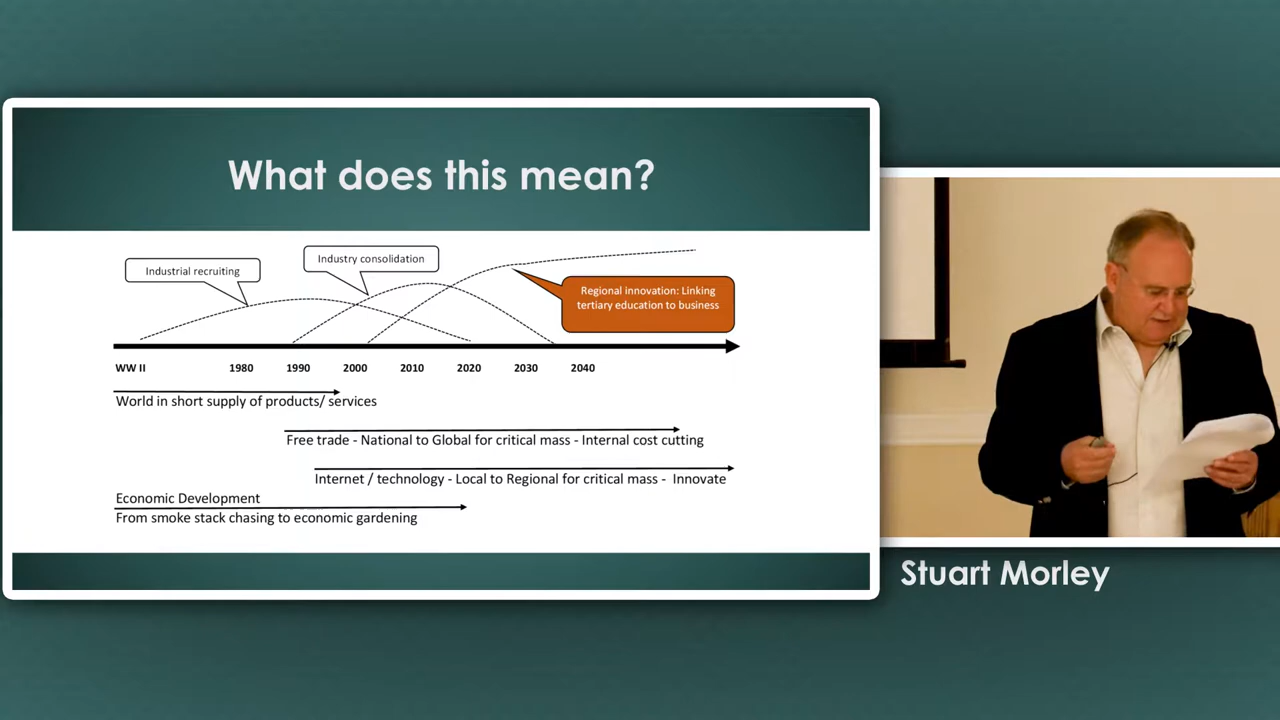 What does this mean?
Industrial recruiting
Industry consolidation
Regional innovation: Linking
tertiary education to business
WW II 1980 1990 2000 2010 2020 2030 2040
World in short supply of products/ services
Free trade - National to Global for critical mass - Internal cost cutting
Internet / technology - Local to Regional for critical mass -  Innovate
Economic Development
From smoke stack chasing to economic gardening
Stuart Morley